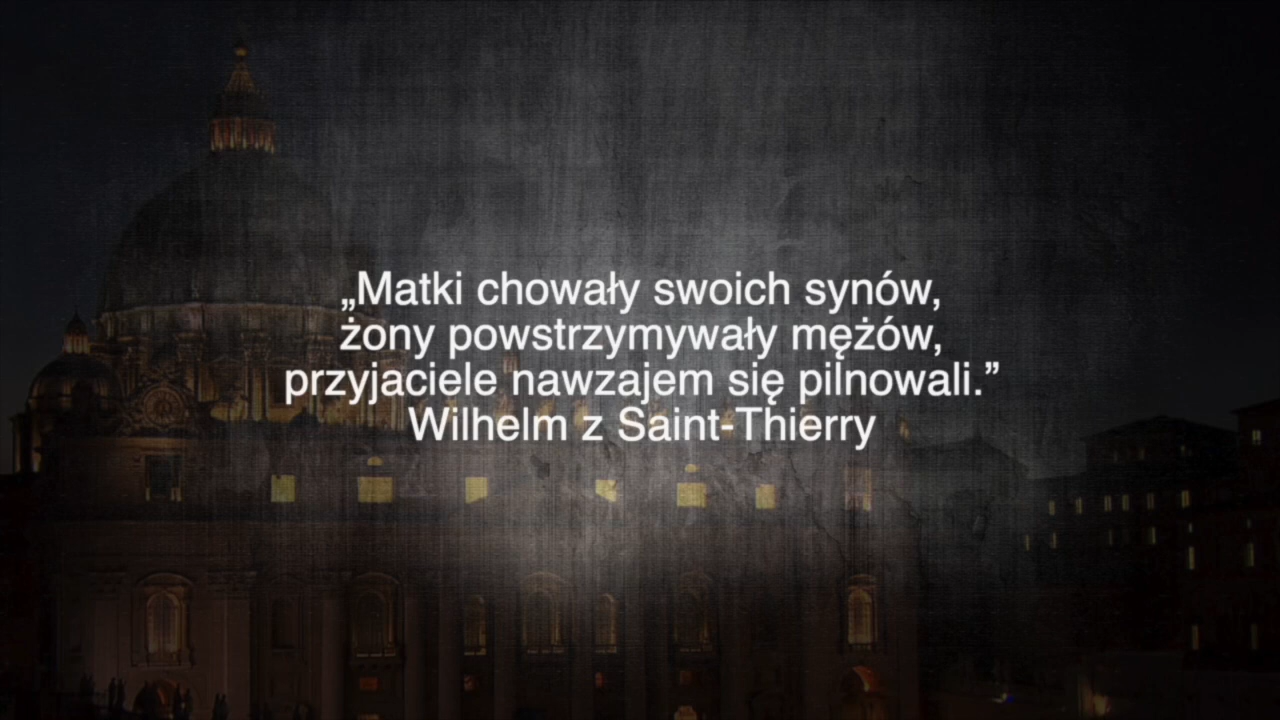 „Matki chowały swoich synów,
żony powstrzymywały mężów,
przyjaciele nawzajem się pilnowali.”
Wilhelm z Saint-Thierry